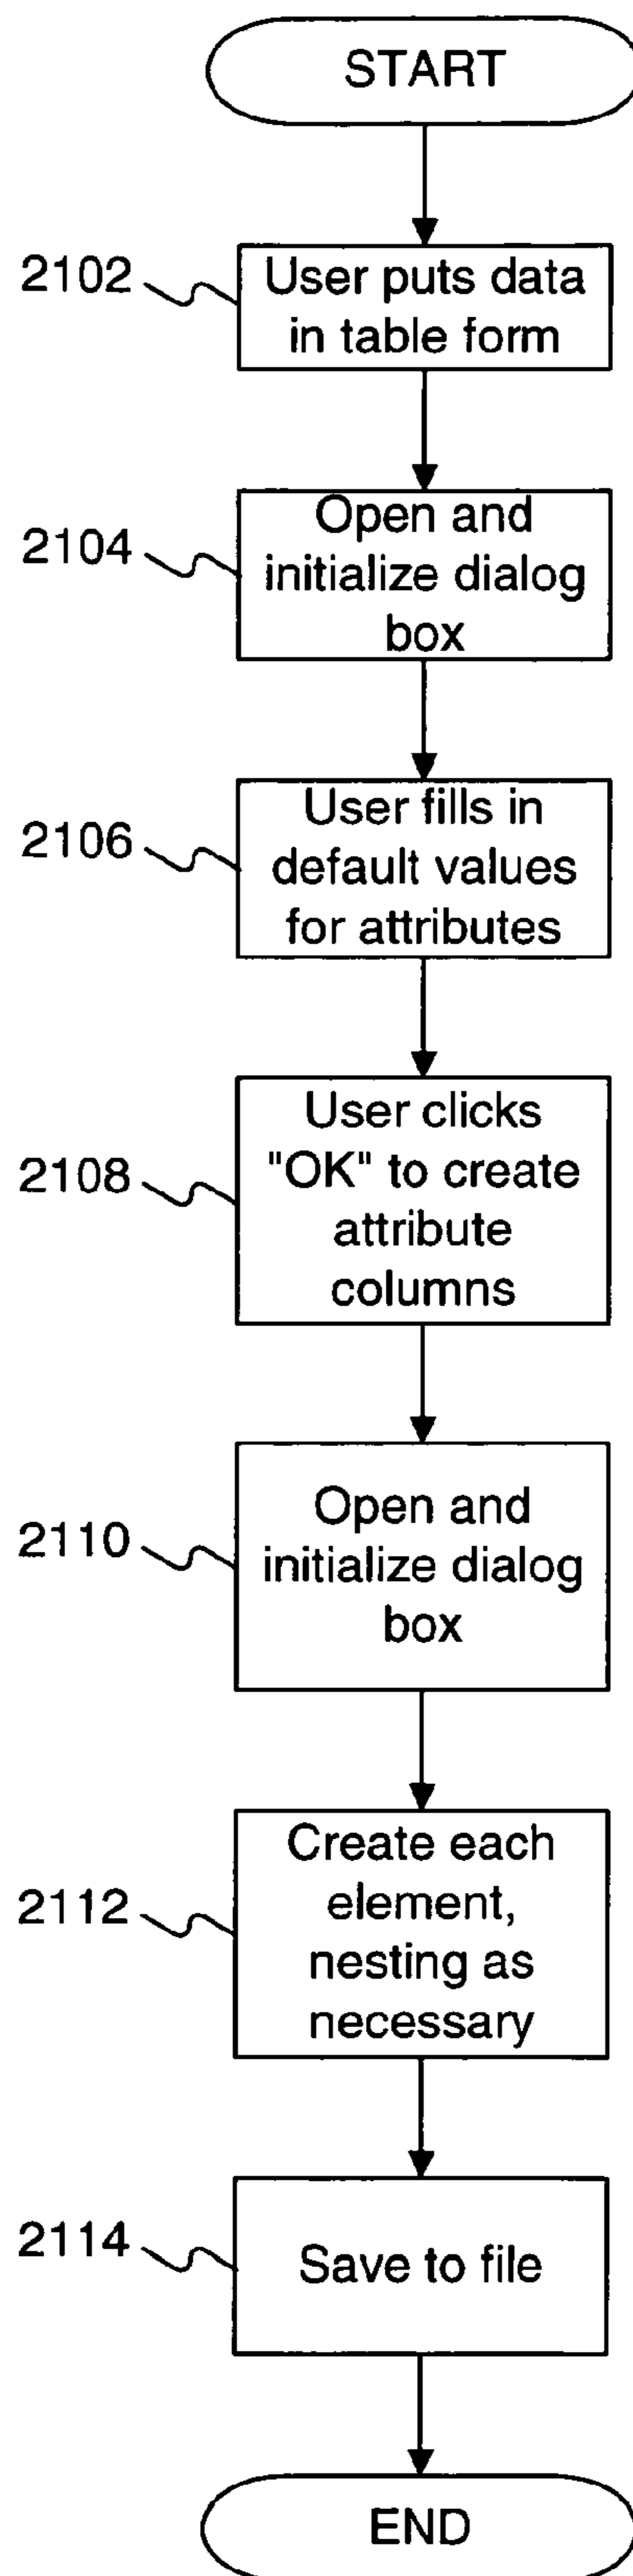 START
2102
User puts data
in table form
2104
Open and
initialize dialog
box
2106
User fills in
default values
for attributes
2108
User clicks
"OK" to create
attribute
columns
2110
Open and
initialize dialog
box
2112
Create each
element,
nesting as
necessary
2114
Save to file
END